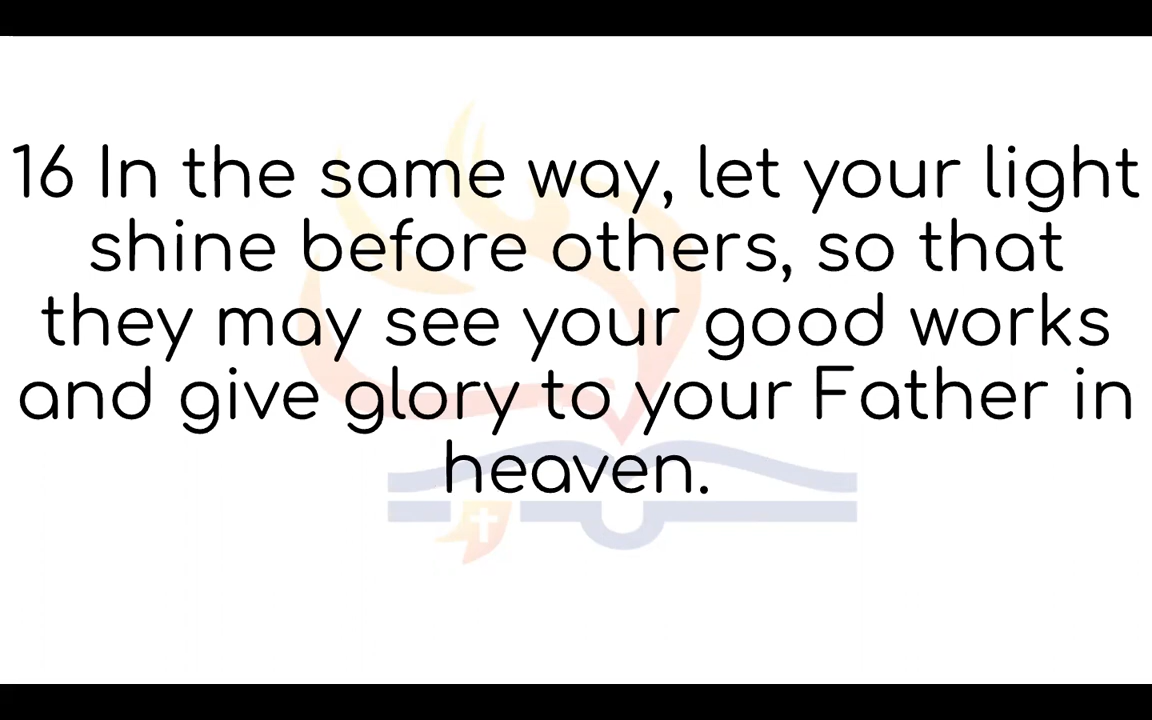 16 In the same way, let your light
shine before others, so that
they may see your good works
and give glory to your Father in
heaven.